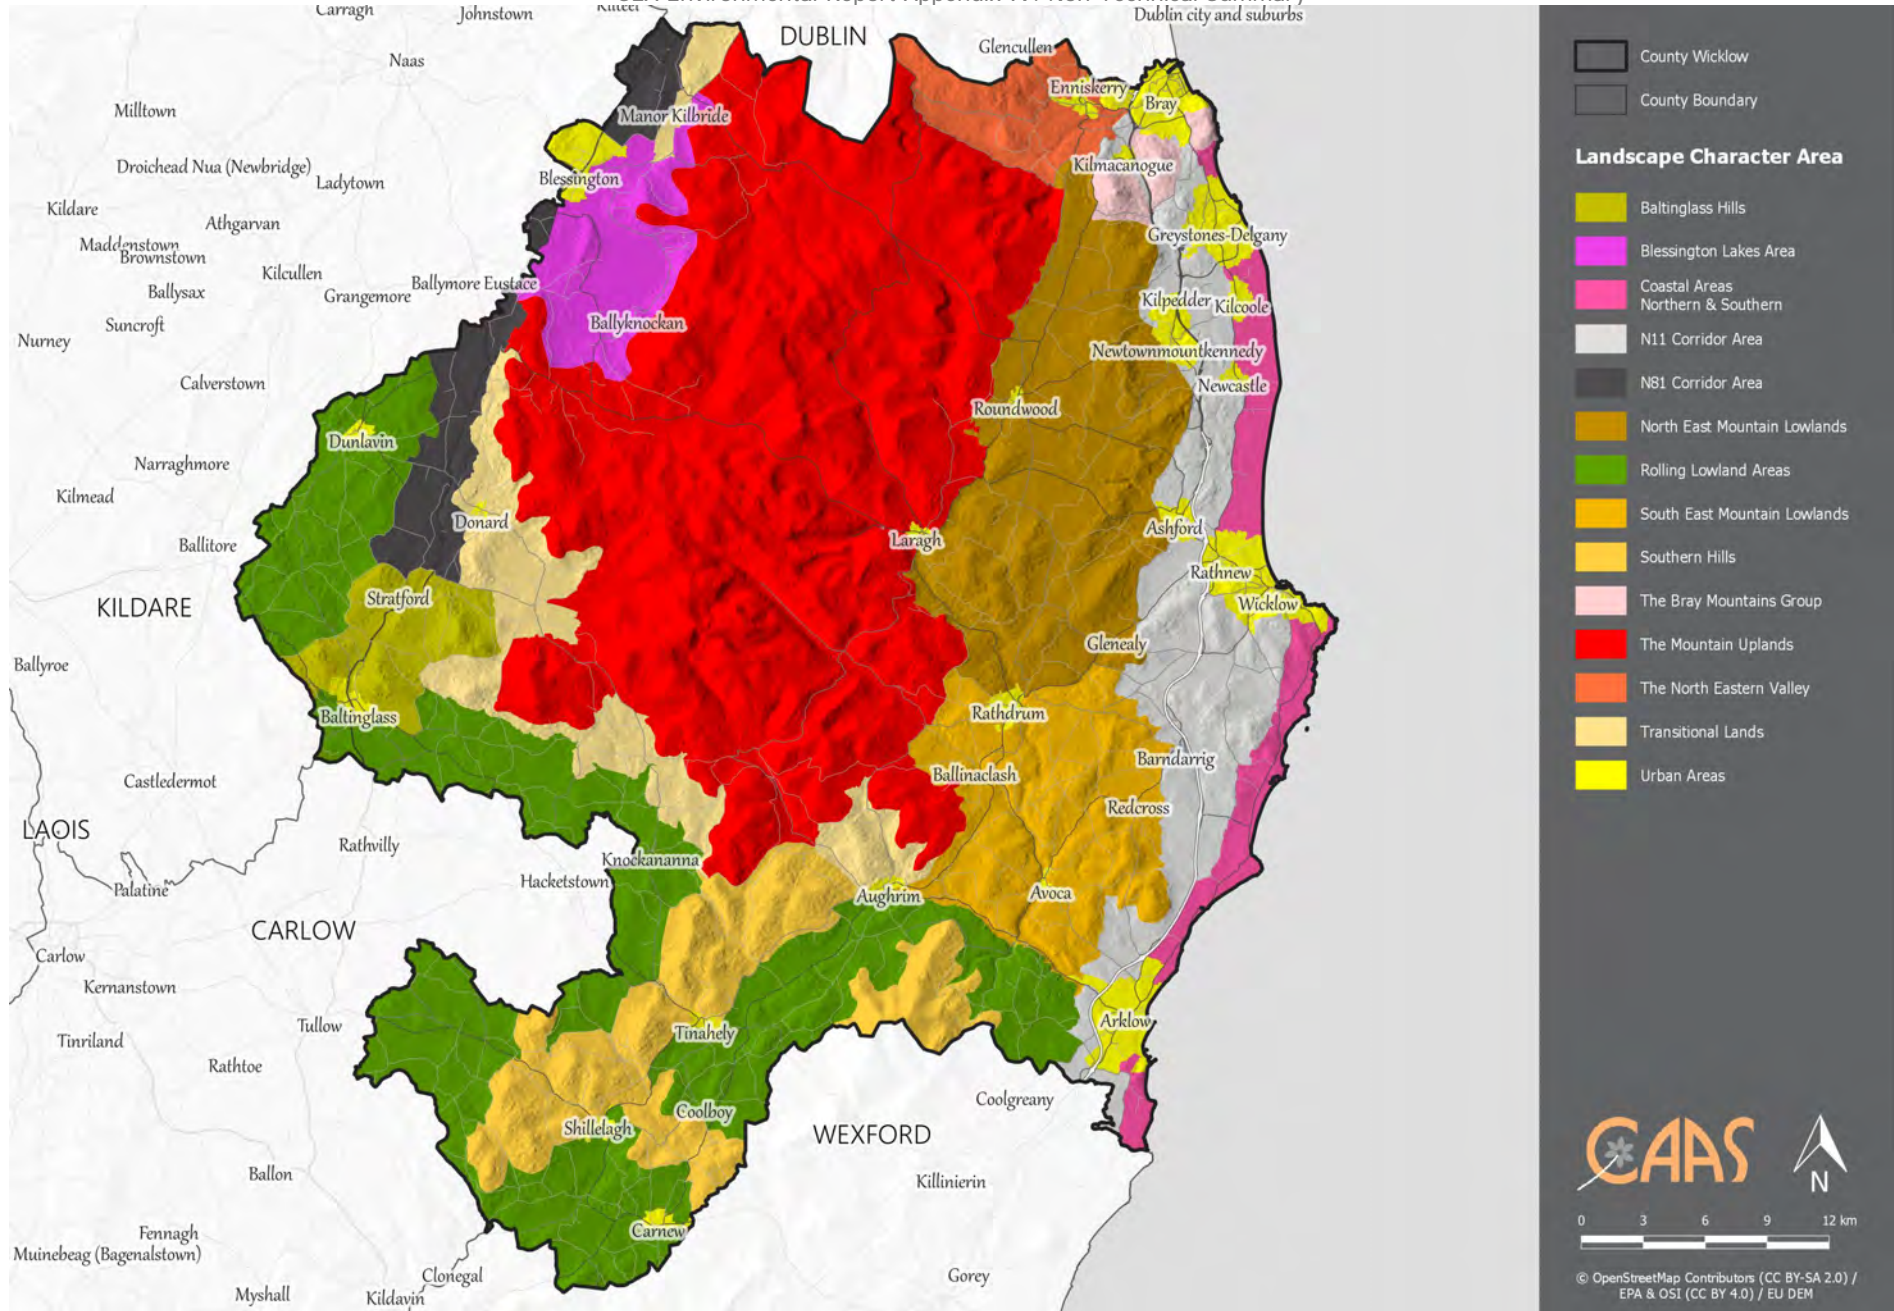 Carragh
Johnstown
Dublin city and suburbs
DUBLIN
Glencullen
Naas
Enniskerry
Bray
Milltown
Manor Kilbride
Droichead Nua (Newbridge)
Ladytown
Kilmacanogue
Blessington
Kildare
Athgarvan
Maddenstown
Brownstown
Greystones-Delgany
Kilcullen
Ballymore Eustace
Ballysax
Grangemore
Kilpedder
Kilcoole
Suncroft
Ballyknockan
Nurney
Newtownmountkennedy
Calverstown
Newcastle
Roundwood
Dunlavin
Narraghmore
Kilmead
Donard
Ashford
Ballitore
Laragh
Rathnew
KILDARE
Stratford
Wicklow
Glenealy
Ballyroe
Baltinglass
Rathdrum
Castledermot
Ballinaclash
Barndarrig
Redcross
LAOIS
Rathvilly
Knockananna
Palatine
Hacketstown
Aughrim
Avoca
CARLOW
Carlow
Kernanstown
Tullow
Tinahely
Arklow
Tinriland
Rathtoe
Coolgreany
Coolboy
Shillelagh
WEXFORD
Ballon
Killinierin
Fennagh
Carnew
Muinebeag (Bagenalstown)
Clonegal
Gorey
Myshall
Kildavin
County Wicklow
County Boundary
Landscape Character Area
Baltinglass Hills
Blessington Lakes Area
Coastal Areas
Northern & Southern
N11 Corridor Area
N81 Corridor Area
North East Mountain Lowlands
Rolling Lowland Areas
South East Mountain Lowlands
Southern Hills
The Bray Mountains Group
The Mountain Uplands
The North Eastern Valley
Transitional Lands
Urban Areas
CAAS
N
0 3 6 9 12 km
© OpenStreetMap Contributors (CC BY-SA 2.0) /
EPA & OSI (CC BY 4.0) / EU DEM